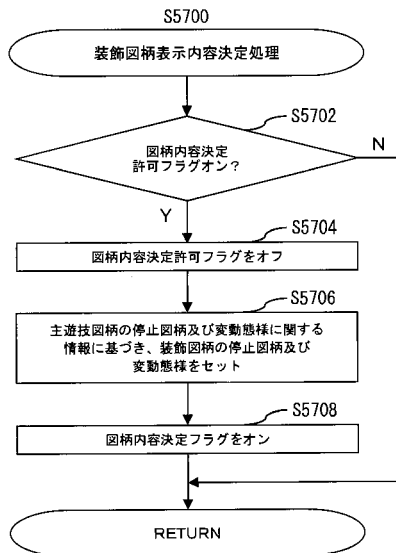 S5700
装飾図柄表示内容決定処理
S5702
図柄内容決定
許可フラグオン?
N
Y
S5704
図柄内容決定許可フラグをオフ
S5706
主遊技図柄の停止図柄及び変動態様に関する
情報に基づき、装飾図柄の停止図柄及び
変動態様をセット
S5708
図柄内容決定フラグをオン
RETURN